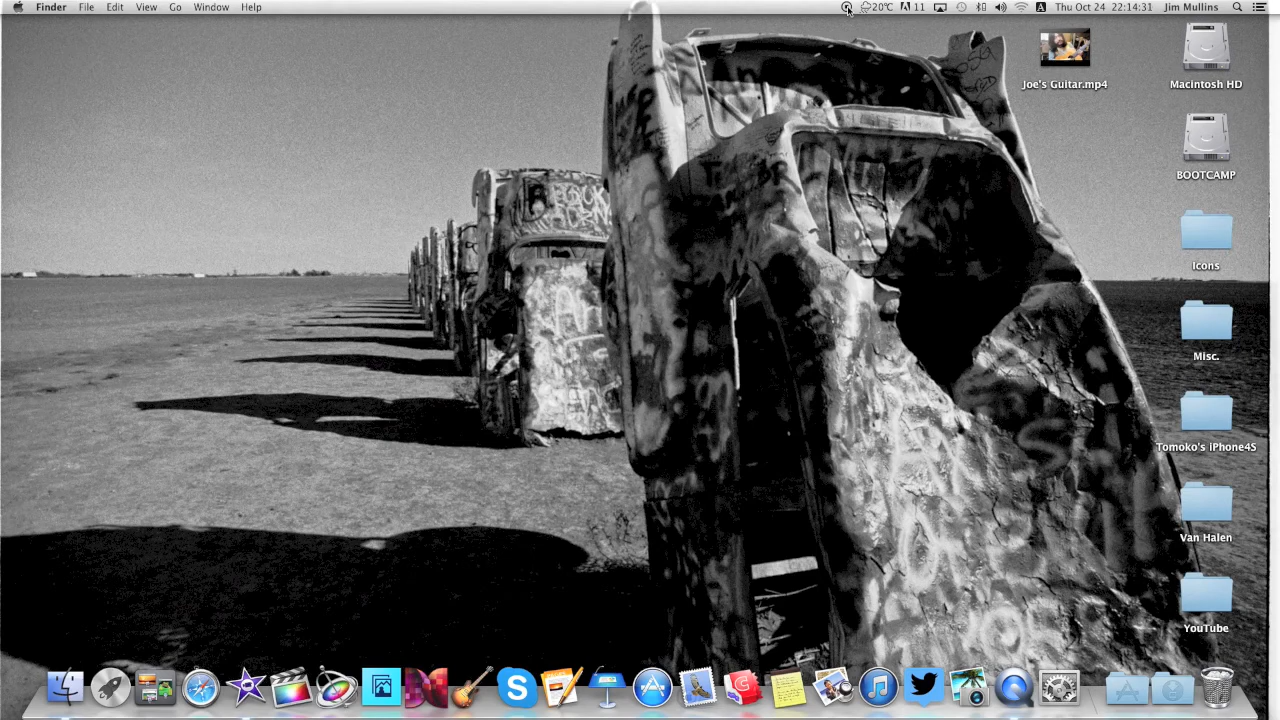 Finder File Edit View Go Window Help
20°C 11 A Thu Oct 24 22:14:31 Jim Mullins
Joe's Guitar.mp4
Macintosh HD
BOOTCAMP
Icons
Misc.
Tomoko's iPhone4S
Van Halen
YouTube